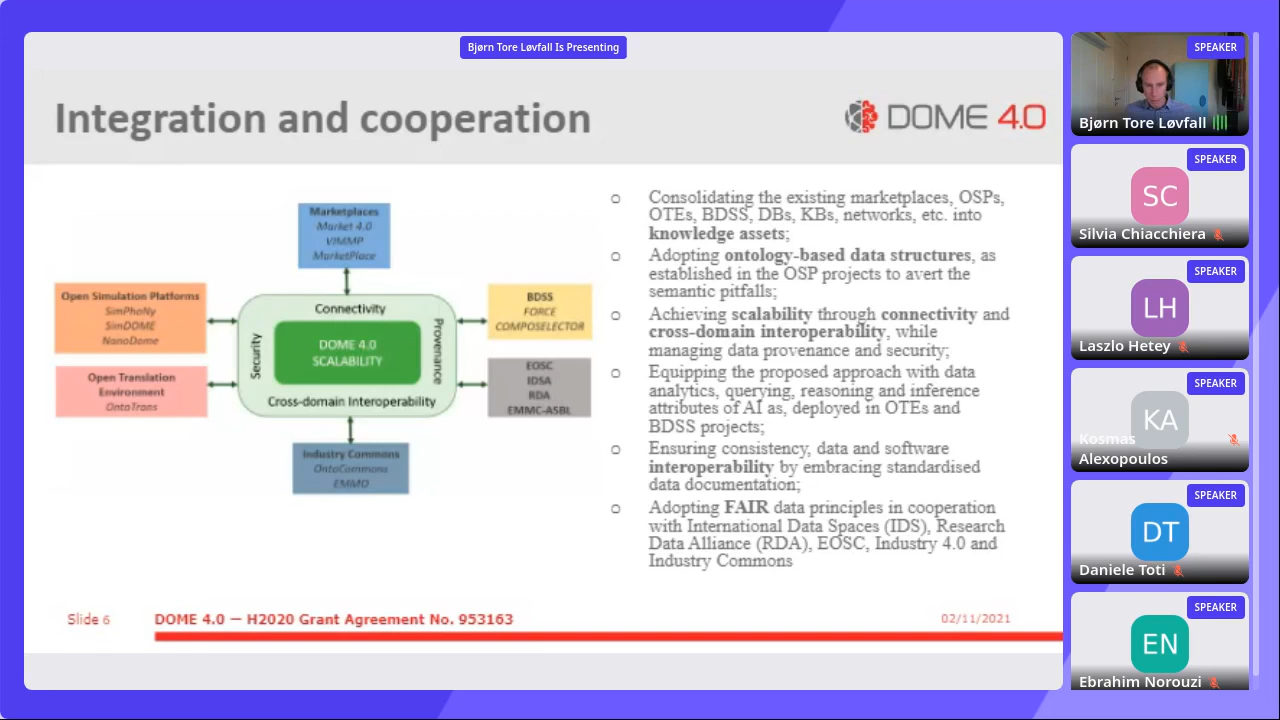 Bjørn Tore Løvfall Is Presenting
Integration and cooperation
DOME 4.0
Marketplaces
Market 4.0
VIMMP
MarketPlace
Open Simulation Platforms
SimPhoNy
SimDOME
NanoDome
Open Translation
Environment
OntoTrans
Connectivity
Security
DOME 4.0
SCALABILITY
Provenance
Cross-domain Interoperability
BDSS
FORCE
COMPOSELECTOR
EOSC
IDSA
RDA
EMMC-ASBL
Industry Commons
OntoCommons
EMMO
o Consolidating the existing marketplaces, OSPs,
OTEs, BDSS, DBs, KBs, networks, etc. into
knowledge assets;
o Adopting ontology-based data structures, as
established in the OSP projects to avert the
semantic pitfalls;
o Achieving scalability through connectivity and
cross-domain interoperability, while
managing data provenance and security;
o Equipping the proposed approach with data
analytics, querying, reasoning and inference
attributes of AI as, deployed in OTEs and
BDSS projects;
o Ensuring consistency, data and software
interoperability by embracing standardised
data documentation;
o Adopting FAIR data principles in cooperation
with International Data Spaces (IDS), Research
Data Alliance (RDA), EOSC, Industry 4.0 and
Industry Commons
Slide 6
DOME 4.0 — H2020 Grant Agreement No. 953163
02/11/2021
SPEAKER
Bjørn Tore Løvfall
SPEAKER
SC
Silvia Chiacchiera
SPEAKER
LH
Laszlo Hetey
SPEAKER
KA
Kosmas
Alexopoulos
SPEAKER
DT
Daniele Toti
SPEAKER
EN
Ebrahim Norouzi